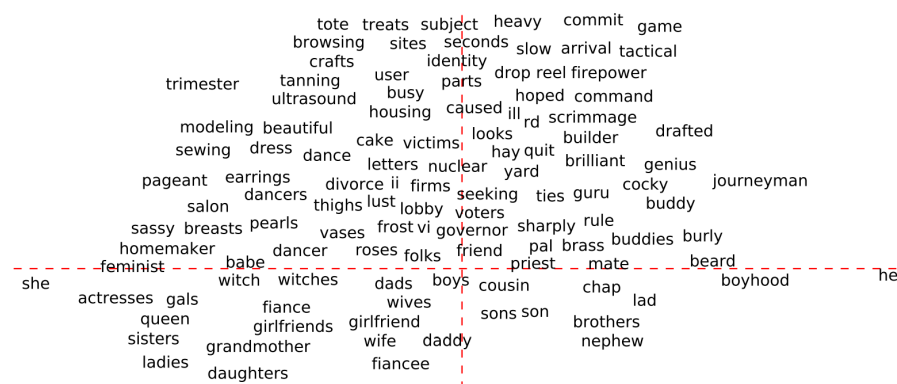 tote treats subject heavy commit game
browsing sites seconds slow arrival tactical
crafts identity
trimester tanning user parts drop reel firepower
ultrasound busy hoped command
housing caused ill rd scrimmage
modeling beautiful cake victims looks builder drafted
sewing dress dance hay quit brilliant genius
letters nuclear yard
pageant earrings divorce ii firms seeking ties guru cocky journeyman
dancers thighs lust lobby voters buddy
salon
sassy breasts pearls vases frost vi governor sharply rule
homemaker dancer roses folks friend pal brass buddies burly
feminist babe priest mate beard
she witch witches dads boys cousin chap boyhood he
actresses gals fiance wives sons son lad
queen girlfriends girlfriend brothers
sisters grandmother wife daddy nephew
ladies daughters fiancee